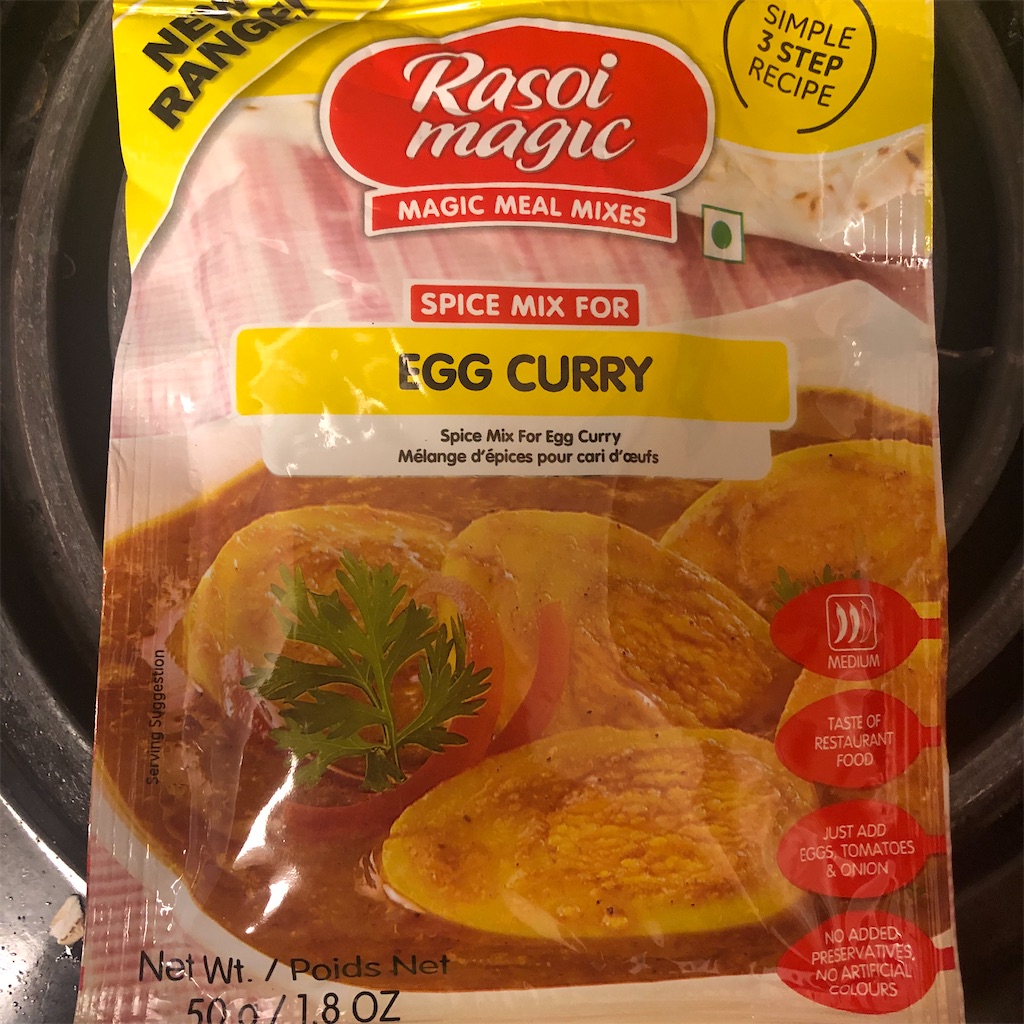 NEW
RANGE!
SIMPLE
3 STEP
RECIPE
Rasoi
magic
MAGIC MEAL MIXES
SPICE MIX FOR
EGG CURRY
Spice Mix For Egg Curry
Mélange d'épices pour cari d'œufs
MEDIUM
TASTE OF
RESTAURANT
FOOD
JUST ADD
EGGS, TOMATOES
& ONION
NO ADDED
PRESERVATIVES,
NO ARTIFICIAL
COLOURS
Serving Suggestion
Net Wt. / Poids Net
50 g / 1.8 OZ